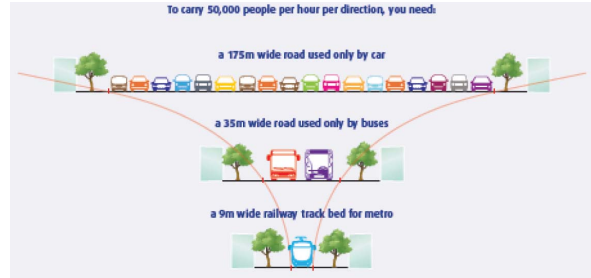 To carry 50,000 people per hour per direction, you need:
a 175m wide road used only by car
a 35m wide road used only by buses
a 9m wide railway track bed for metro